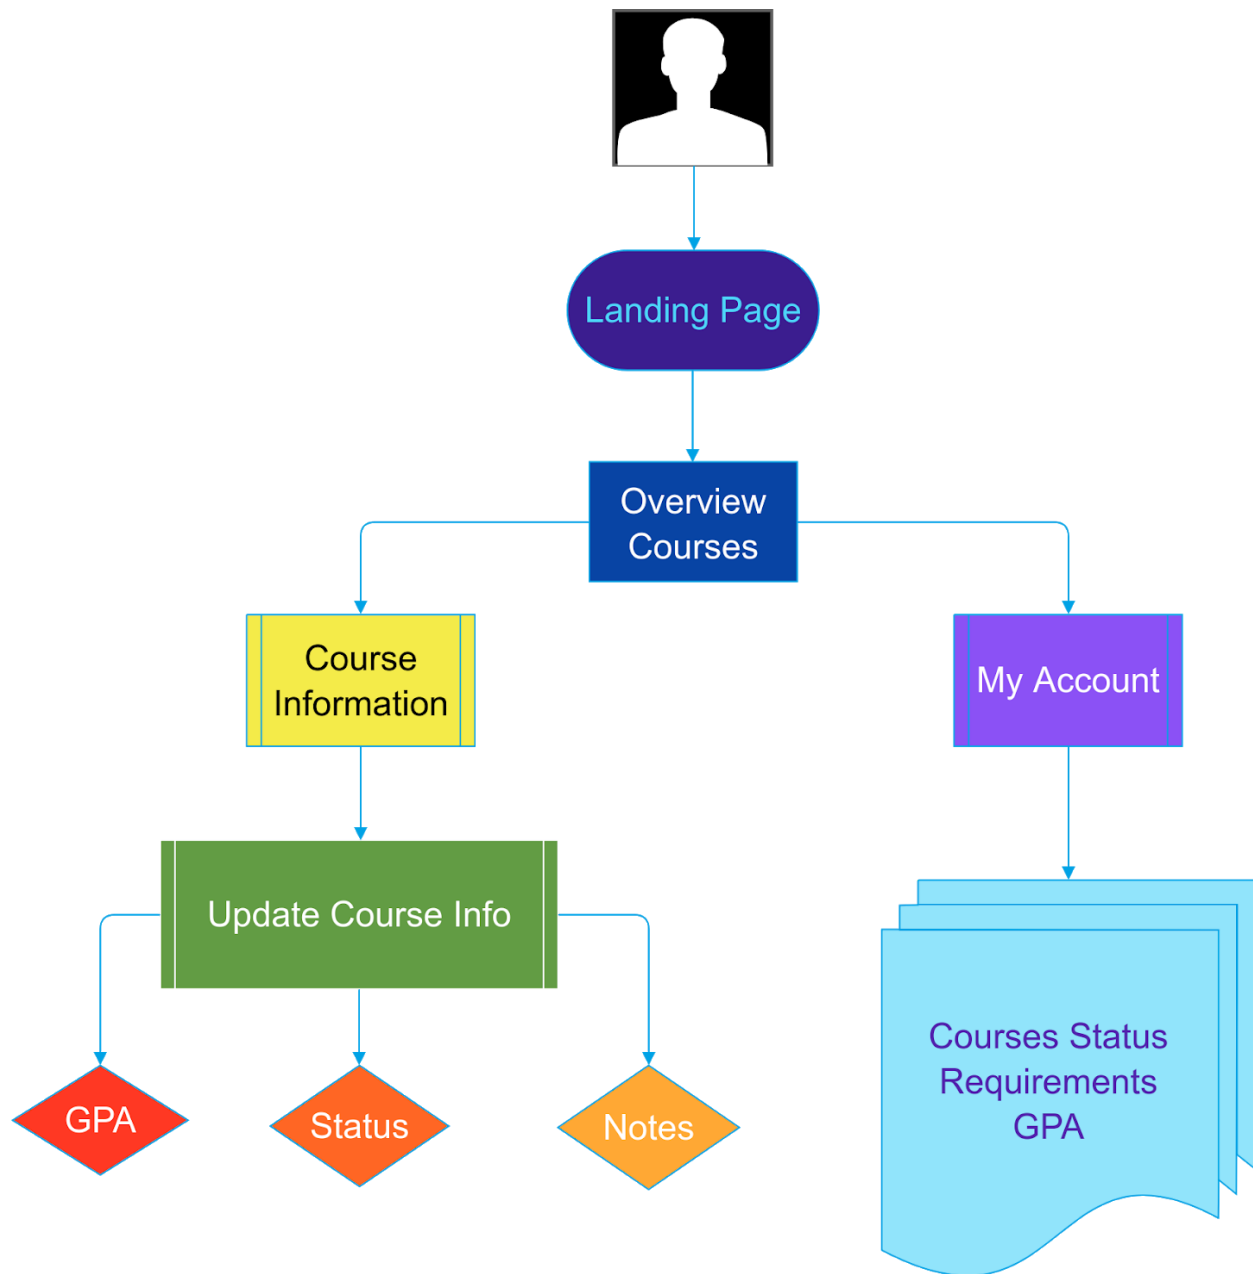 Landing Page
Overview
Courses
Course
Information
My Account
Update Course Info
GPA
Status
Notes
Courses Status
Requirements
GPA